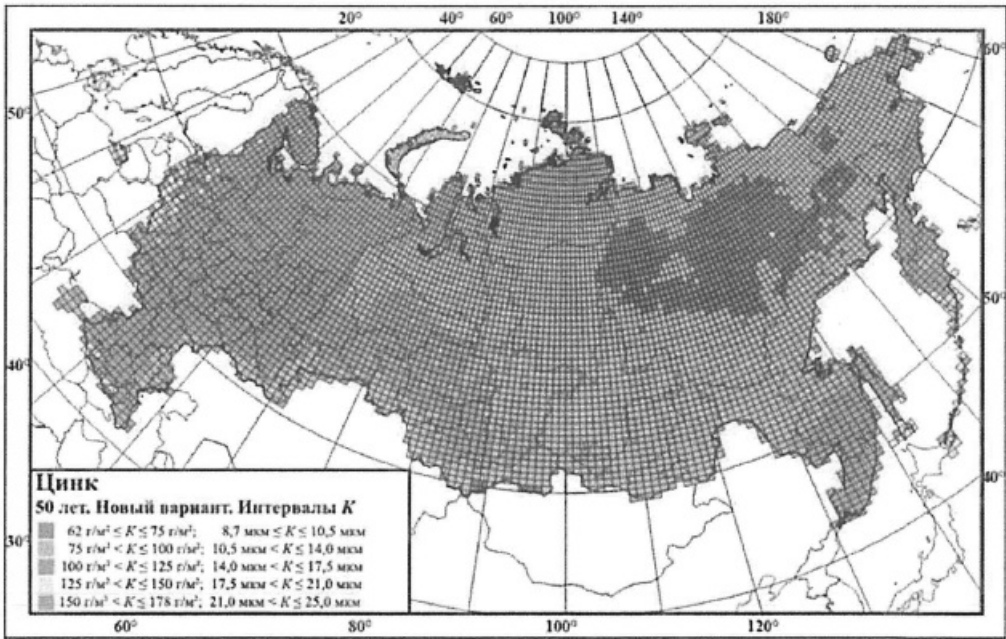 20° 40° 60° 100° 140° 180°
60°
50°
50°
40°
40°
30°
Цинк
50 лет. Новый вариант. Интервалы K
62 г/м² ≤ K ≤ 75 г/м²; 8,7 мкм ≤ K ≤ 10,5 мкм
75 г/м² < K ≤ 100 г/м²; 10,5 мкм < K ≤ 14,0 мкм
100 г/м² < K ≤ 125 г/м²; 14,0 мкм < K ≤ 17,5 мкм
125 г/м² < K ≤ 150 г/м²; 17,5 мкм < K ≤ 21,0 мкм
150 г/м² < K ≤ 178 г/м²; 21,0 мкм < K ≤ 25,0 мкм
60° 80° 100° 120°